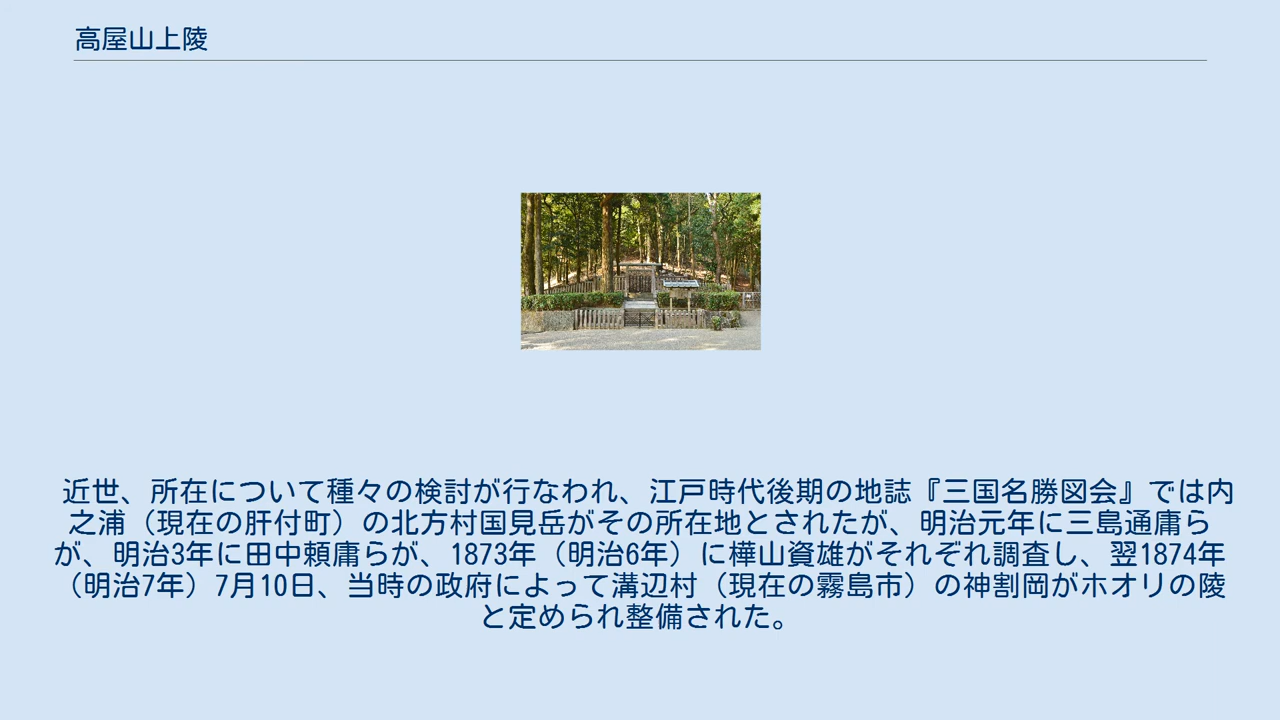 高屋山上陵
近世、所在について種々の検討が行なわれ、江戸時代後期の地誌『三国名勝図会』では内
之浦（現在の肝付町）の北方村国見岳がその所在地とされたが、明治元年に三島通庸ら
が、明治3年に田中頼庸らが、1873年（明治6年）に樺山資雄がそれぞれ調査し、翌1874年
（明治7年）7月10日、当時の政府によって溝辺村（現在の霧島市）の神割岡がホオリの陵
と定められ整備された。